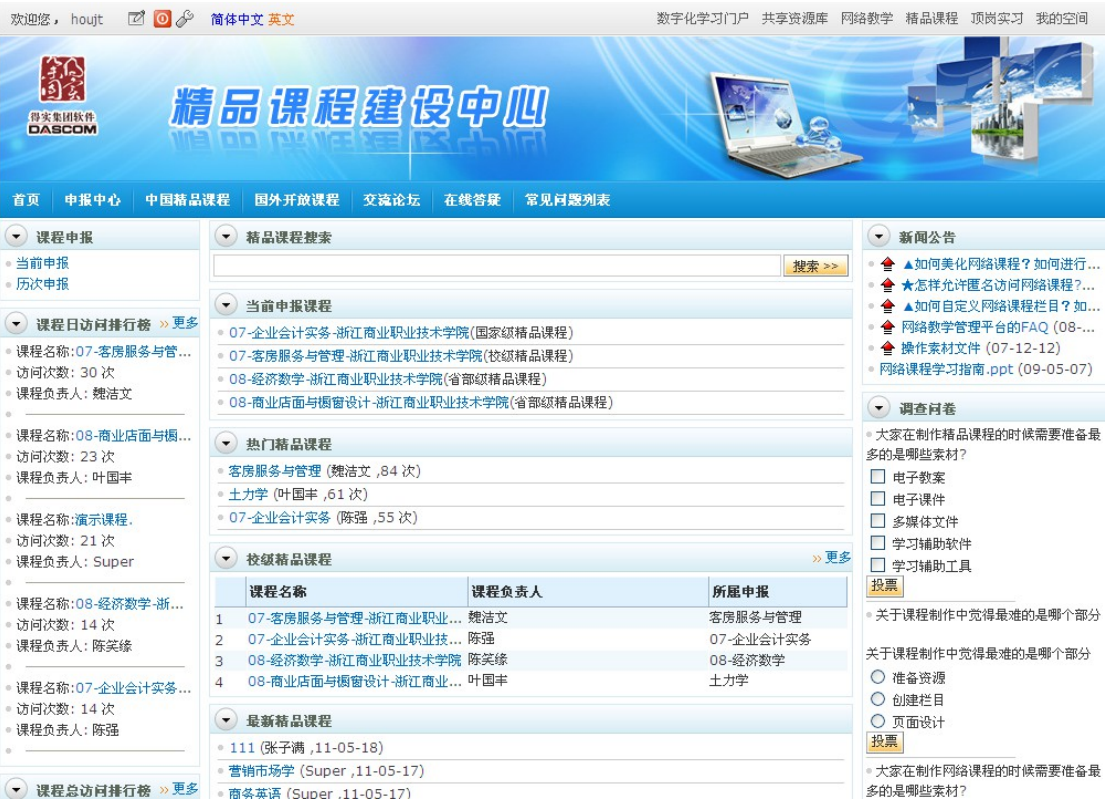 欢迎您， houjt 简体中文 英文
数字化学习门户 共享资源库 网络教学 精品课程 顶岗实习 我的空间
得实集团软件
DASCOM
精品课程建设中心
首页 申报中心 中国精品课程 国外开放课程 交流论坛 在线答疑 常见问题列表
课程申报
当前申报
历次申报
课程日访问排行榜 »更多
课程名称:07-客房服务与管...
访问次数: 30 次
课程负责人: 魏洁文
课程名称:08-商业店面与橱...
访问次数: 23 次
课程负责人: 叶国丰
课程名称:演示课程.
访问次数: 21 次
课程负责人: Super
课程名称:08-经济数学-浙...
访问次数: 14 次
课程负责人: 陈笑缘
课程名称:07-企业会计实务...
访问次数: 14 次
课程负责人: 陈强
课程总访问排行榜 »更多
精品课程搜索
搜索 >>
当前申报课程
07-企业会计实务-浙江商业职业技术学院(国家级精品课程)
07-客房服务与管理-浙江商业职业技术学院(校级精品课程)
08-经济数学-浙江商业职业技术学院(省部级精品课程)
08-商业店面与橱窗设计-浙江商业职业技术学院(省部级精品课程)
热门精品课程
客房服务与管理 (魏洁文 ,84 次)
土力学 (叶国丰 ,61 次)
07-企业会计实务 (陈强 ,55 次)
校级精品课程 »更多
课程名称 课程负责人 所属申报
1 07-客房服务与管理-浙江商业职业... 魏洁文 客房服务与管理
2 07-企业会计实务-浙江商业职业技... 陈强 07-企业会计实务
3 08-经济数学-浙江商业职业技术学院 陈笑缘 08-经济数学
4 08-商业店面与橱窗设计-浙江商业... 叶国丰 土力学
最新精品课程
111 (张子满 ,11-05-18)
营销市场学 (Super ,11-05-17)
商务英语 (Super ,11-05-17)
新闻公告
▲如何美化网络课程？如何进行...
★怎样允许匿名访问网络课程?...
▲如何自定义网络课程栏目？如...
网络教学管理平台的FAQ (08-...
操作素材文件 (07-12-12)
网络课程学习指南.ppt (09-05-07)
调查问卷
大家在制作精品课程的时候需要准备最
多的是哪些素材?
电子教案
电子课件
多媒体文件
学习辅助软件
学习辅助工具
投票
关于课程制作中觉得最难的是哪个部分
关于课程制作中觉得最难的是哪个部分
准备资源
创建栏目
页面设计
投票
大家在制作网络课程的时候需要准备最
多的是哪些素材?